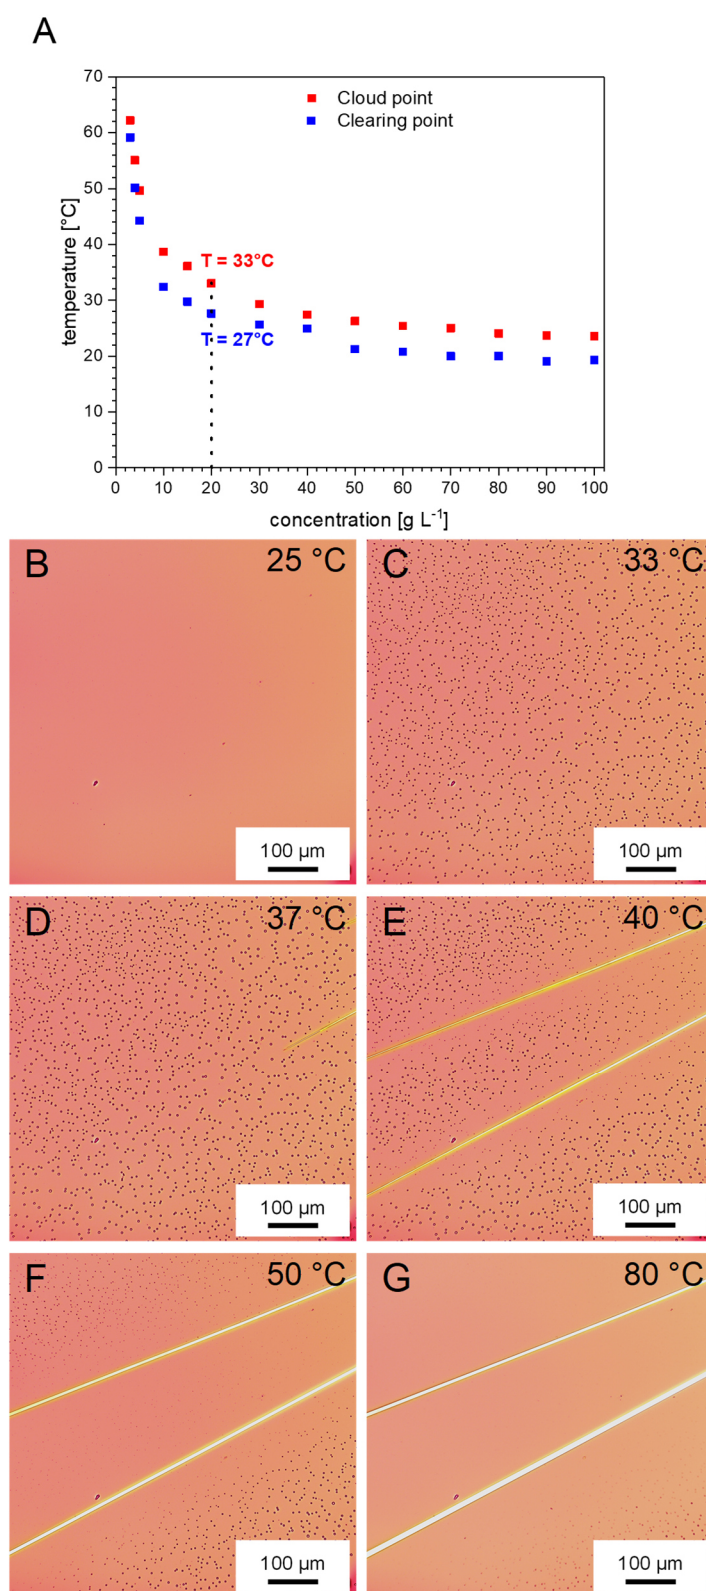 A
70
60
50
40
30
20
10
0
temperature [°C]
Cloud point
Clearing point
T = 33°C
T = 27°C
0 10 20 30 40 50 60 70 80 90 100
concentration [g L⁻¹]
B 25 °C
100 µm
C 33 °C
100 µm
D 37 °C
100 µm
E 40 °C
100 µm
F 50 °C
100 µm
G 80 °C
100 µm